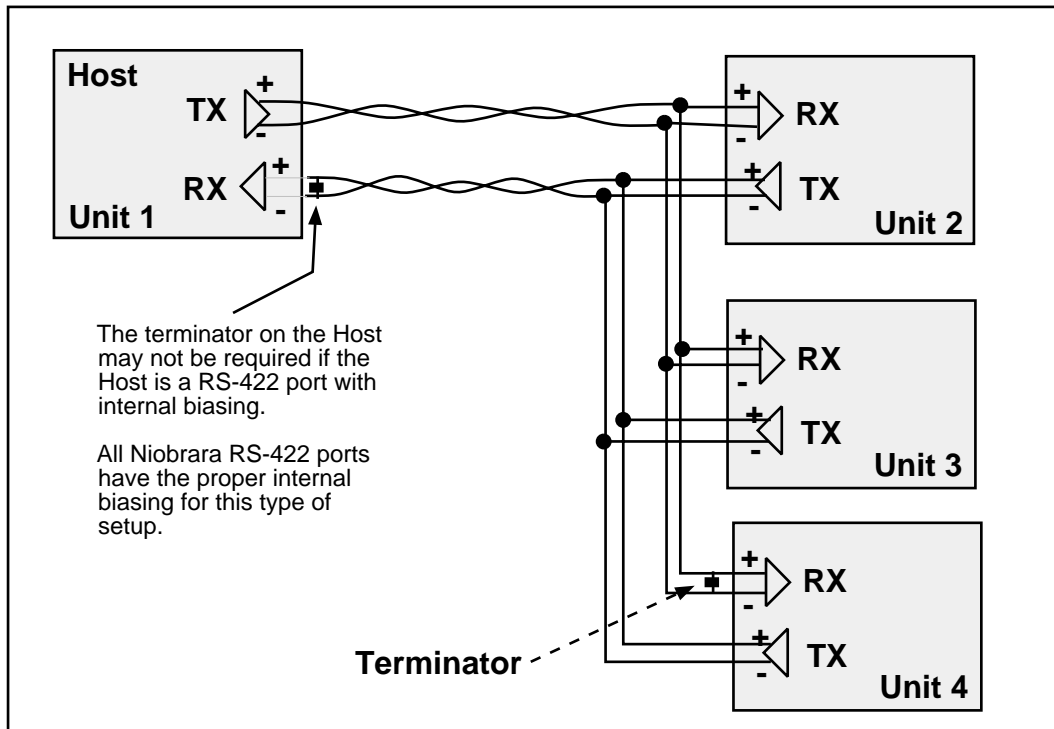 Host
TX
+
-
RX
+
-
Unit 1
+
-
RX
+
-
TX
Unit 2
The terminator on the Host
may not be required if the
Host is a RS-422 port with
internal biasing.
All Niobrara RS-422 ports
have the proper internal
biasing for this type of
setup.
+
-
RX
+
-
TX
Unit 3
+
-
RX
+
-
TX
Unit 4
Terminator